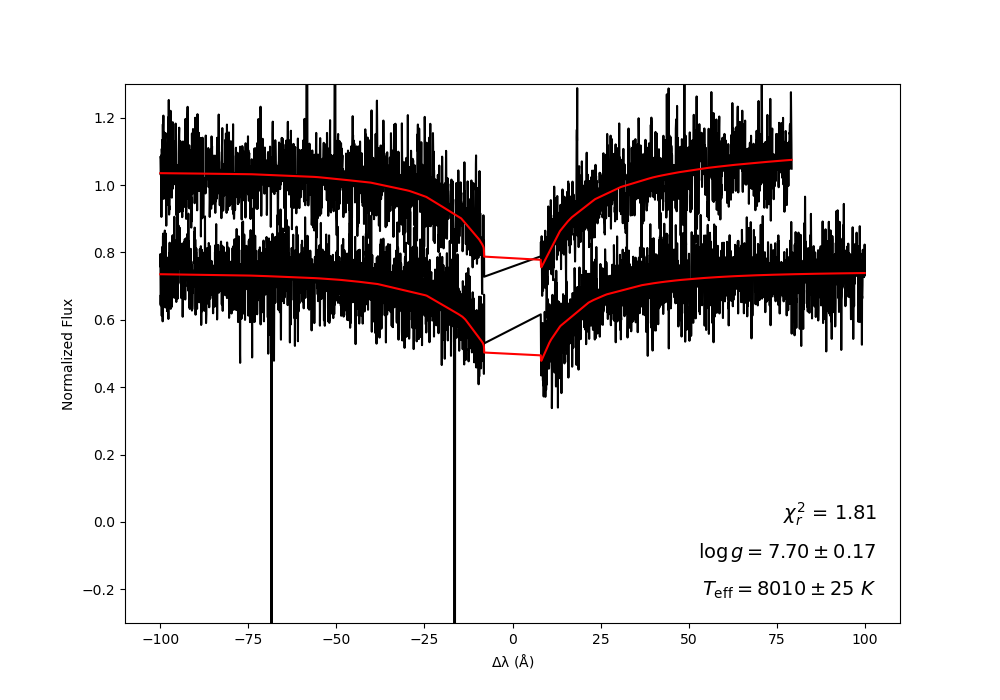 1.2
1.0
0.8
0.6
0.4
0.2
0.0
−0.2
Normalized Flux
χ²ᵣ = 1.81
log g = 7.70 ± 0.17
T_eff = 8010 ± 25 K
−100 −75 −50 −25 0 25 50 75 100
Δλ (Å)